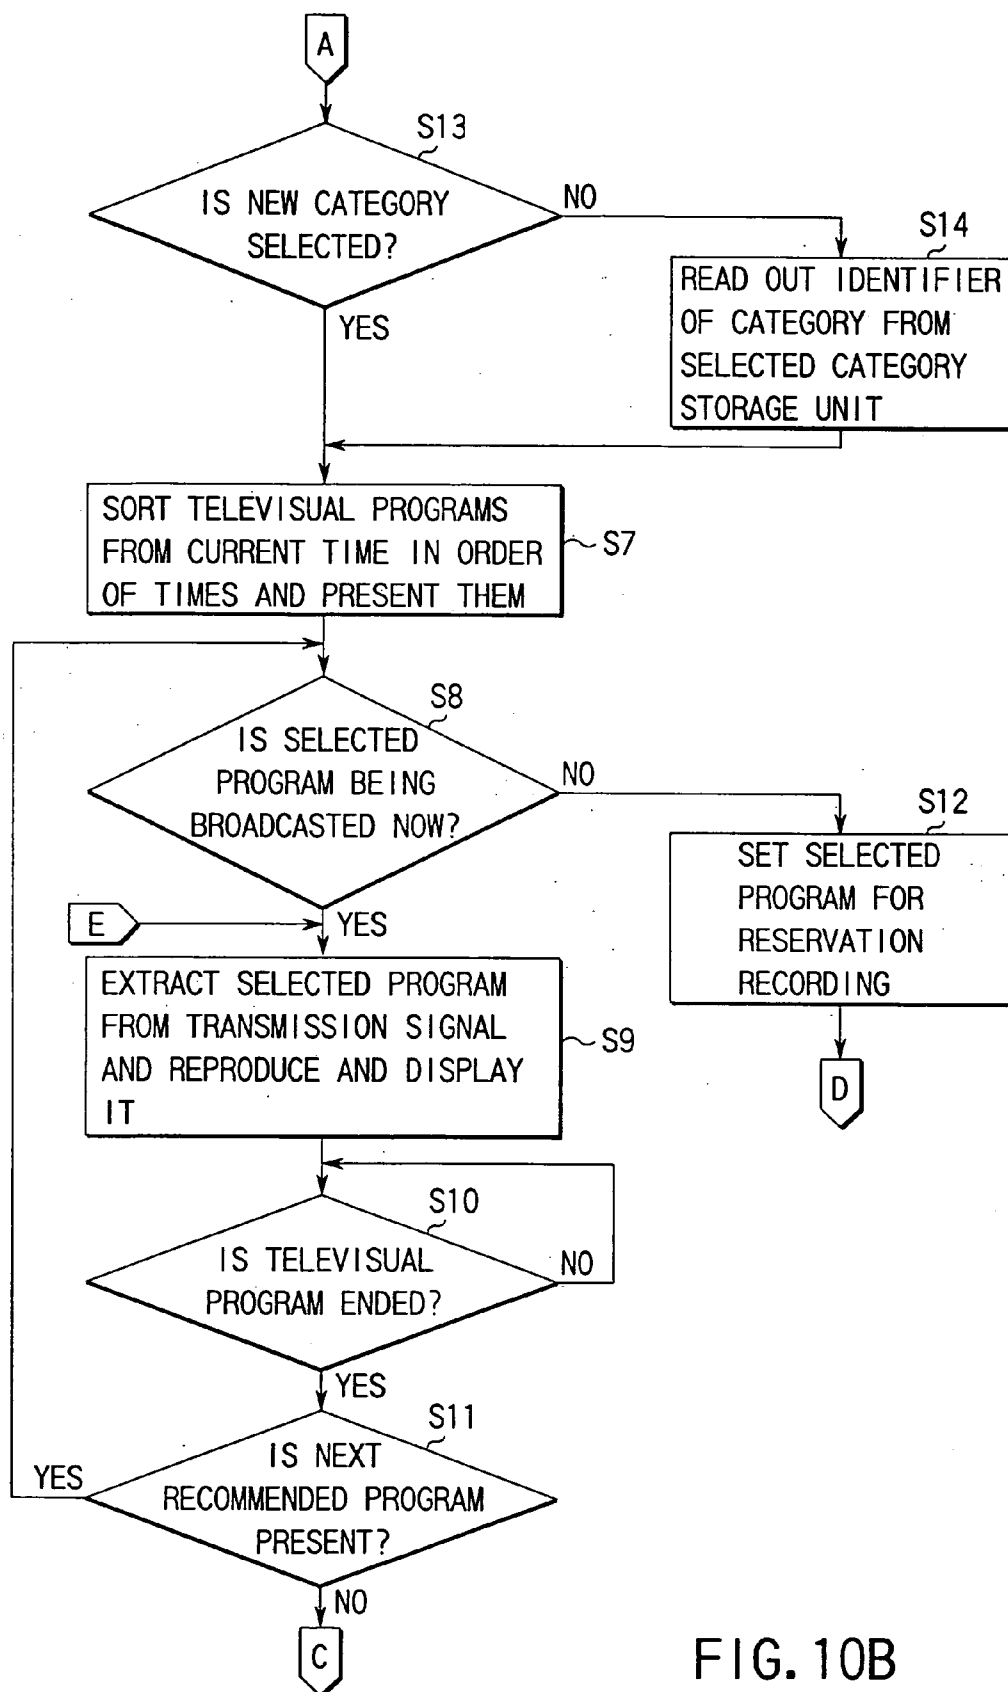 A
S13
IS NEW CATEGORY
SELECTED?
NO
YES
S14
READ OUT IDENTIFIER
OF CATEGORY FROM
SELECTED CATEGORY
STORAGE UNIT
SORT TELEVISUAL PROGRAMS
FROM CURRENT TIME IN ORDER
OF TIMES AND PRESENT THEM
S7
S8
IS SELECTED
PROGRAM BEING
BROADCASTED NOW?
NO
YES
S12
SET SELECTED
PROGRAM FOR
RESERVATION
RECORDING
D
E
EXTRACT SELECTED PROGRAM
FROM TRANSMISSION SIGNAL
AND REPRODUCE AND DISPLAY
IT
S9
S10
IS TELEVISUAL
PROGRAM ENDED?
NO
YES
S11
IS NEXT
RECOMMENDED PROGRAM
PRESENT?
YES
NO
C
FIG. 10B